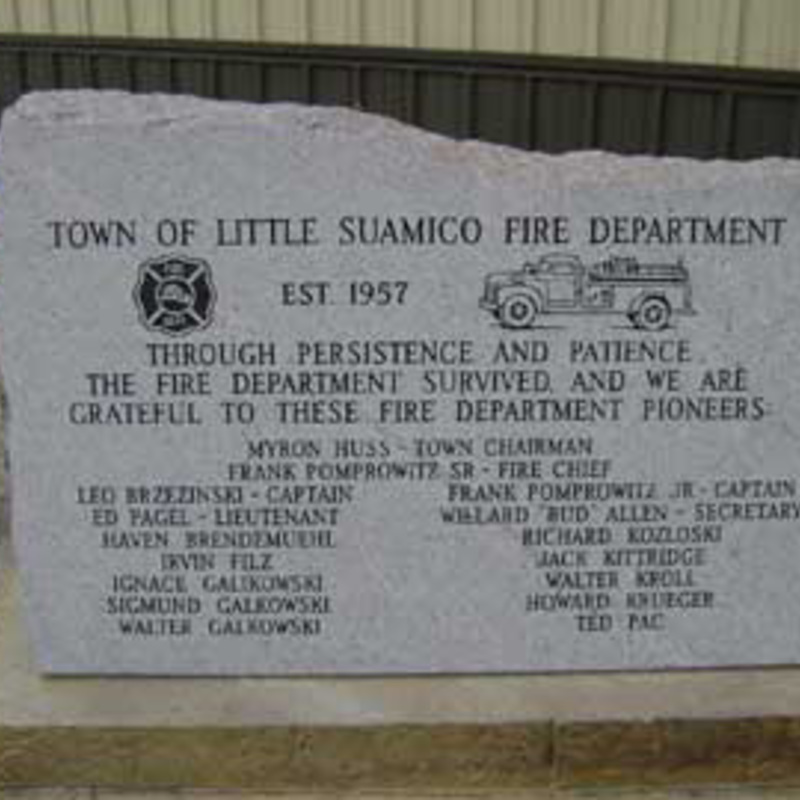 TOWN OF LITTLE SUAMICO FIRE DEPARTMENT
EST. 1957
THROUGH PERSISTENCE AND PATIENCE
THE FIRE DEPARTMENT SURVIVED, AND WE ARE
GRATEFUL TO THESE FIRE DEPARTMENT PIONEERS:
MYRON HUSS - TOWN CHAIRMAN
FRANK POMPROWITZ SR - FIRE CHIEF
LEO BRZEZINSKI - CAPTAIN
FRANK POMPROWITZ JR - CAPTAIN
ED PAGEL - LIEUTENANT
WILLARD "BUD" ALLEN - SECRETARY
HAVEN BRENDEMUEHL
RICHARD KOZLOSKI
IRVIN FILZ
JACK KITTRIDGE
IGNACE GALIKOWSKI
WALTER KROLL
SIGMUND GALKOWSKI
HOWARD KRUEGER
WALTER GALKOWSKI
TED PAC